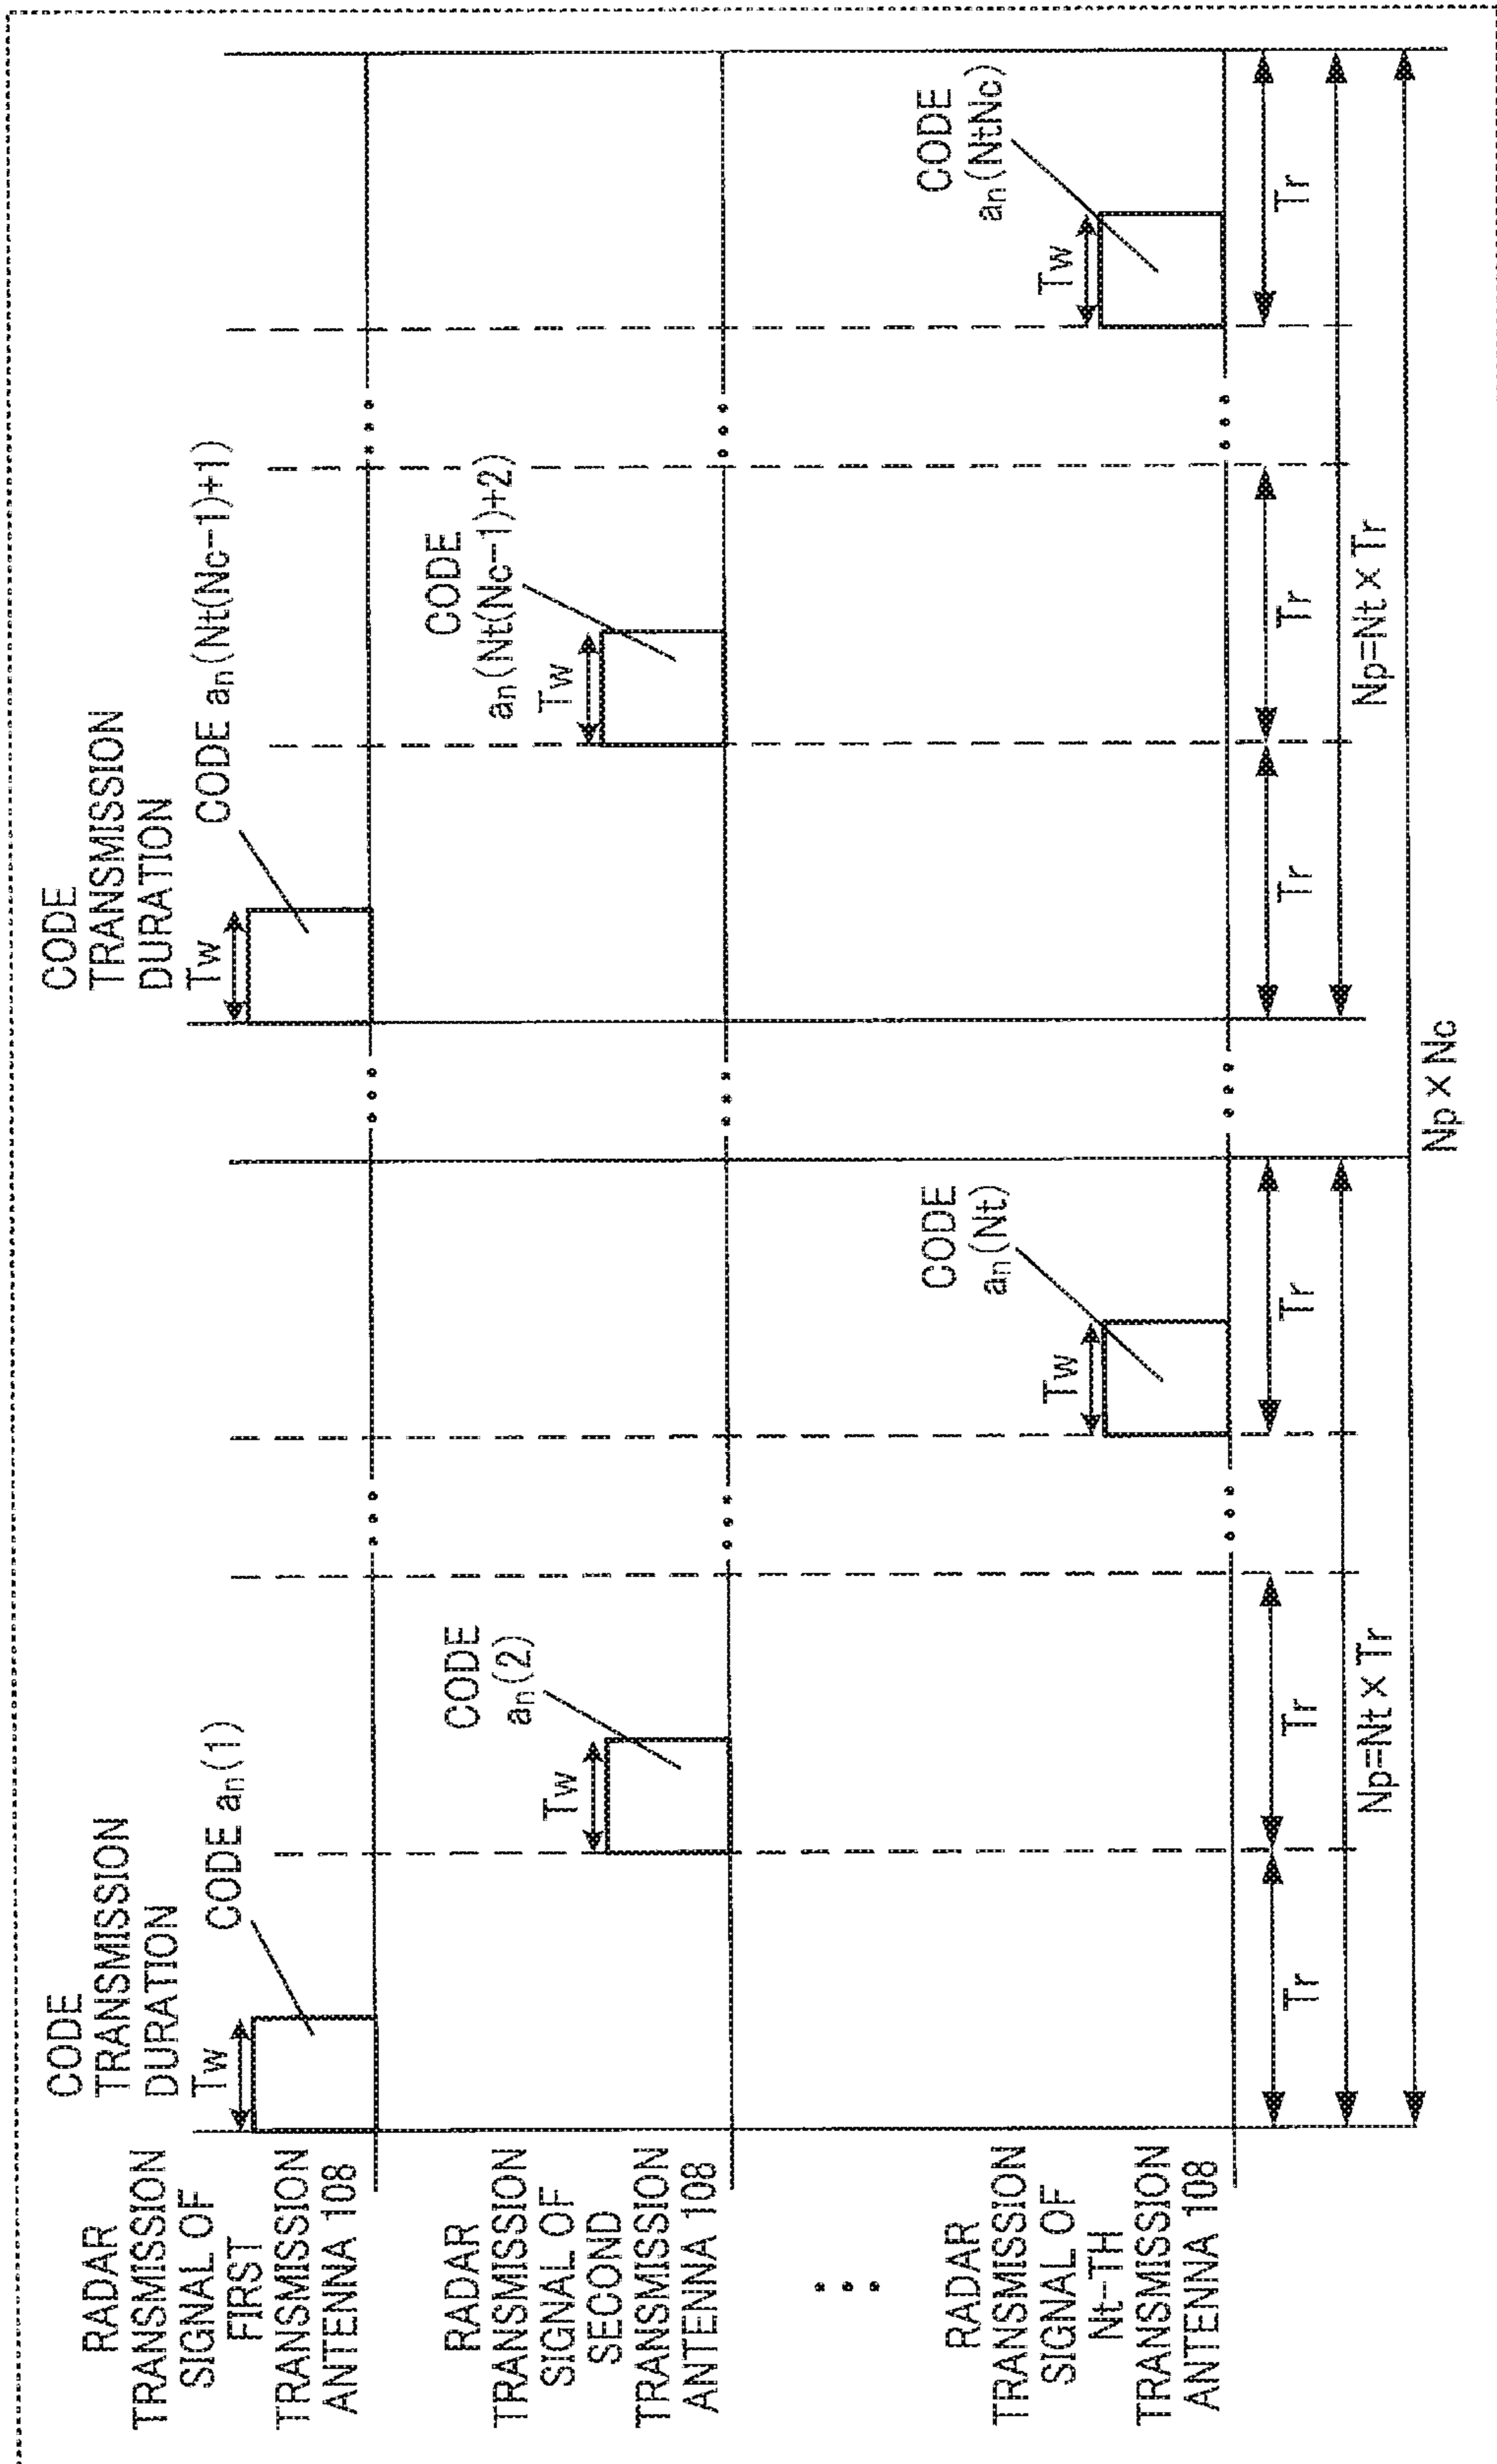 RADAR
TRANSMISSION
SIGNAL OF
FIRST
TRANSMISSION
ANTENNA 108
CODE
TRANSMISSION
DURATION
Tw
CODE an(1)
CODE
TRANSMISSION
DURATION
Tw
CODE an(Nt(Nc-1)+1)
RADAR
TRANSMISSION
SIGNAL OF
SECOND
TRANSMISSION
ANTENNA 108
CODE
an(2)
Tw
CODE
an(Nt(Nc-1)+2)
Tw
RADAR
TRANSMISSION
SIGNAL OF
Nt-TH
TRANSMISSION
ANTENNA 108
CODE
an(Nt)
Tw
CODE
an(NtNc)
Tw
Tr
Tr
Tr
Tr
Tr
Tr
Np=Nt×Tr
Np=Nt×Tr
Np×Nc